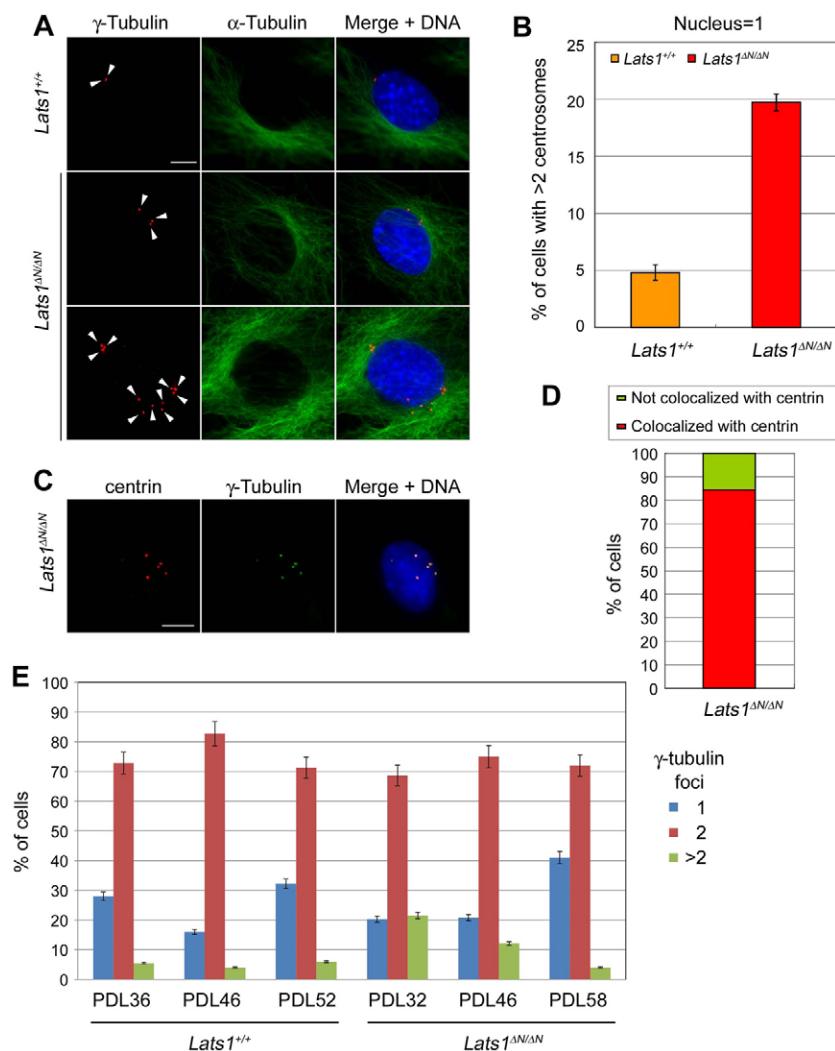 A
γ-Tubulin α-Tubulin Merge + DNA
Lats1+/+
Lats1ΔN/ΔN
B
Nucleus=1
Lats1+/+ Lats1ΔN/ΔN
% of cells with >2 centrosomes
25
20
15
10
5
0
Lats1+/+ Lats1ΔN/ΔN
C
centrin γ-Tubulin Merge + DNA
Lats1ΔN/ΔN
D
Not colocalized with centrin
Colocalized with centrin
% of cells
100
90
80
70
60
50
40
30
20
10
0
Lats1ΔN/ΔN
E
% of cells
100
90
80
70
60
50
40
30
20
10
0
PDL36 PDL46 PDL52 PDL32 PDL46 PDL58
Lats1+/+ Lats1ΔN/ΔN
γ-tubulin
foci
1
2
>2